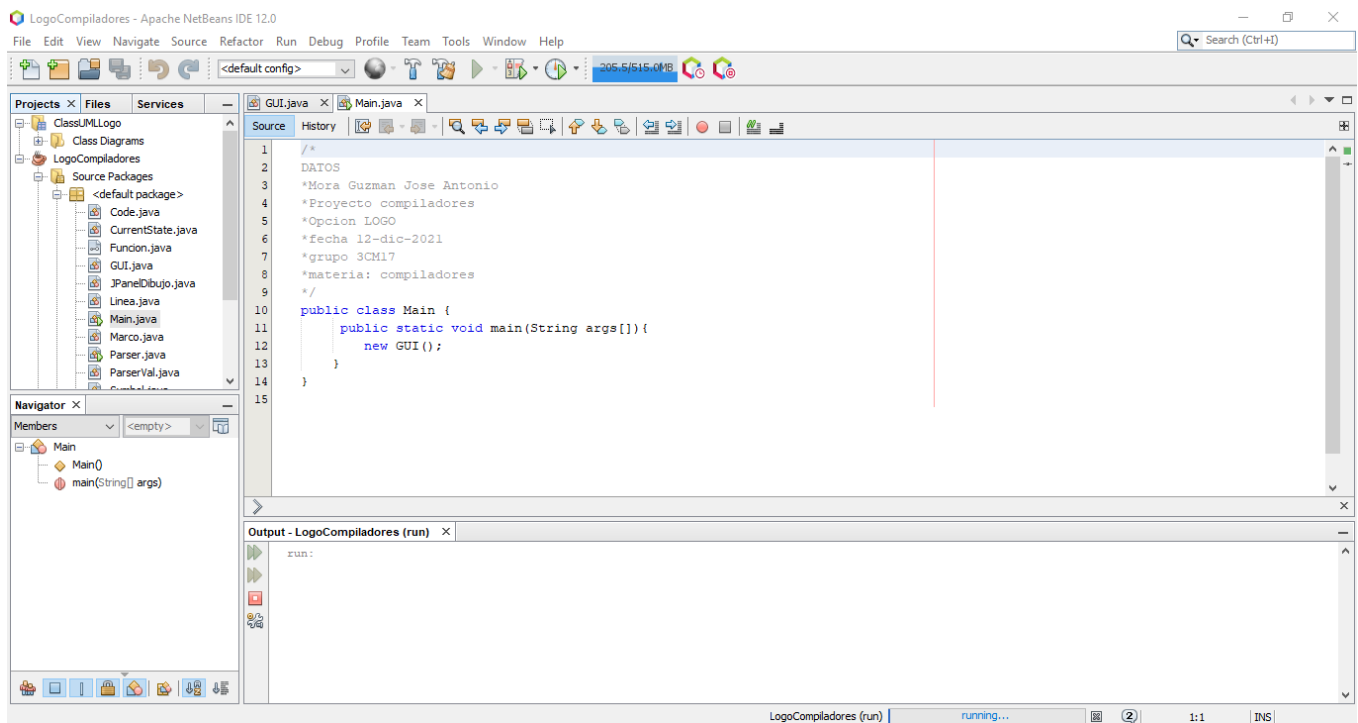 LogoCompiladores - Apache NetBeans IDE 12.0
File Edit View Navigate Source Refactor Run Debug Profile Team Tools Window Help
Search (Ctrl+I)
<default config>
205.5/515.0MB
Projects Files Services
GUI.java Main.java
ClassUMLLogo
Class Diagrams
LogoCompiladores
Source Packages
<default package>
Code.java
CurrentState.java
Funcion.java
GUI.java
JPanelDibujo.java
Linea.java
Main.java
Marco.java
Parser.java
ParserVal.java
Symbol.java
Source History
1 /*
2 DATOS
3 *Mora Guzman Jose Antonio
4 *Proyecto compiladores
5 *Opcion LOGO
6 *fecha 12-dic-2021
7 *grupo 3CM17
8 *materia: compiladores
9 */
10 public class Main {
11 public static void main(String args[]){
12 new GUI();
13 }
14 }
15
Navigator
Members <empty>
Main
Main()
main(String[] args)
Output - LogoCompiladores (run)
run:
LogoCompiladores (run) running... 2 1:1 INS